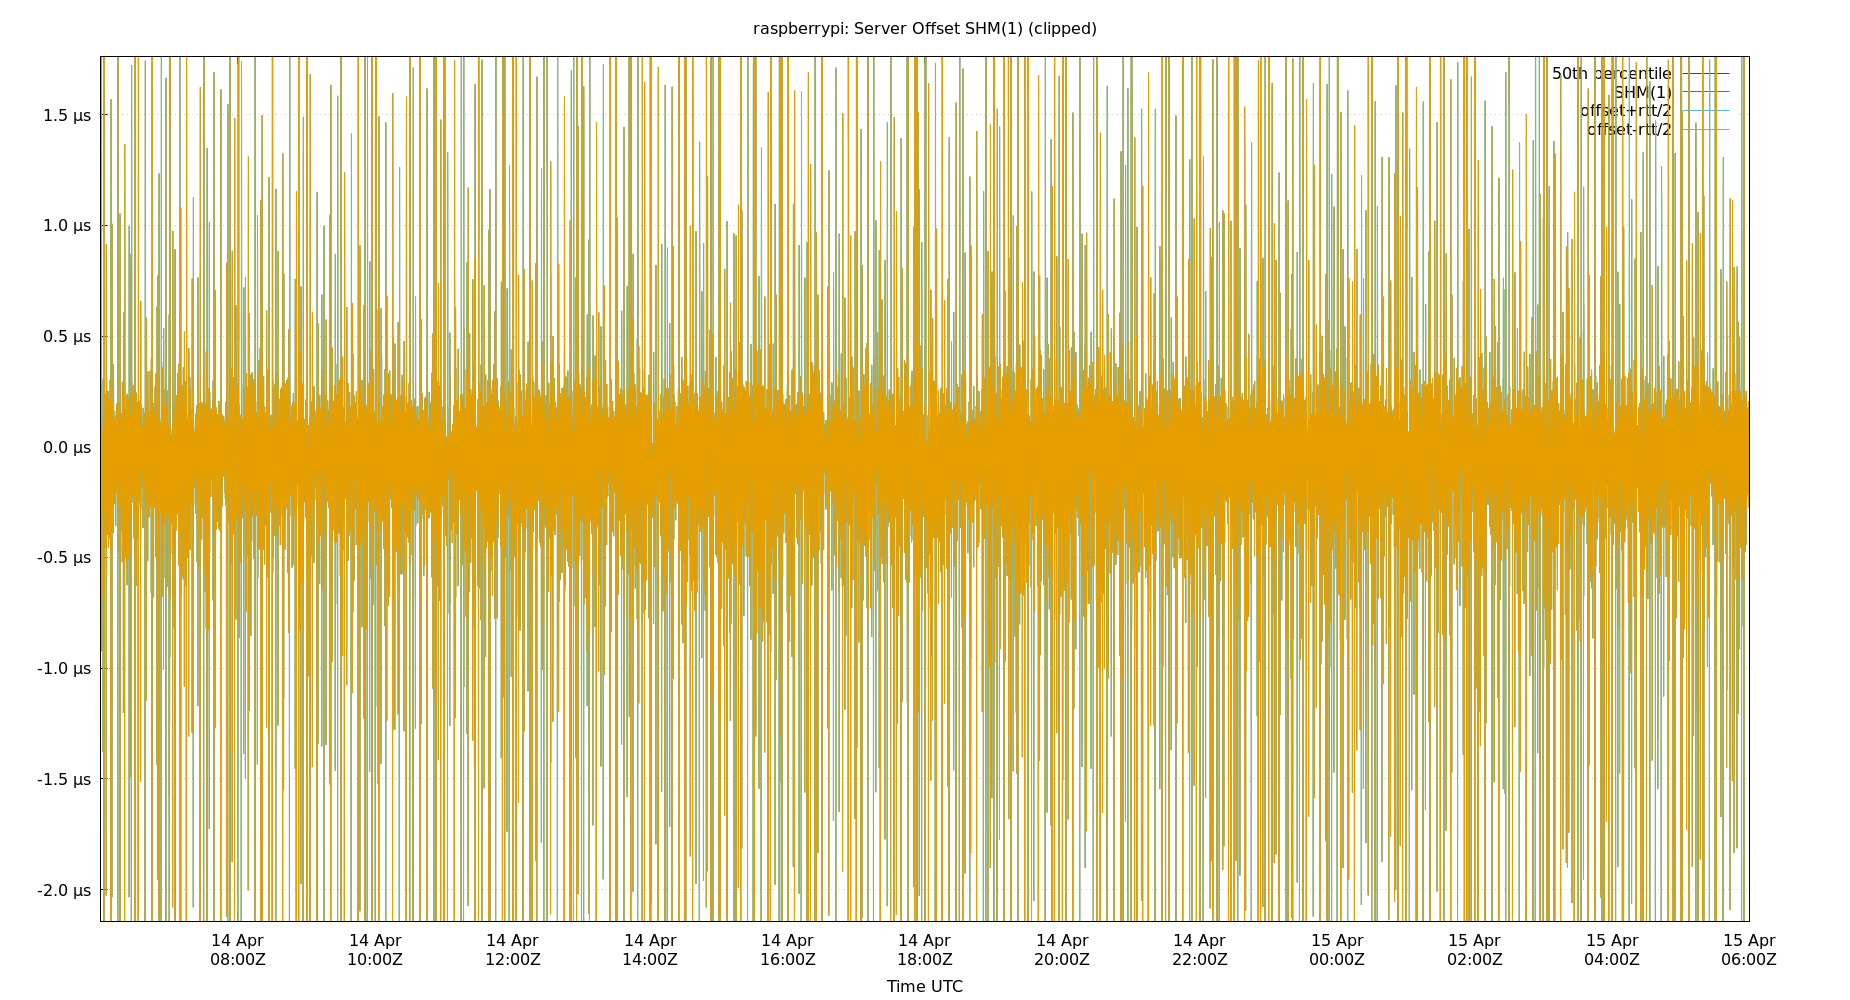 raspberrypi: Server Offset SHM(1) (clipped)
50th percentile
SHM(1)
offset+rtt/2
offset-rtt/2
1.5 µs
1.0 µs
0.5 µs
0.0 µs
-0.5 µs
-1.0 µs
-1.5 µs
-2.0 µs
14 Apr 14 Apr 14 Apr 14 Apr 14 Apr 14 Apr 14 Apr 14 Apr 15 Apr 15 Apr 15 Apr 15 Apr
08:00Z 10:00Z 12:00Z 14:00Z 16:00Z 18:00Z 20:00Z 22:00Z 00:00Z 02:00Z 04:00Z 06:00Z
Time UTC